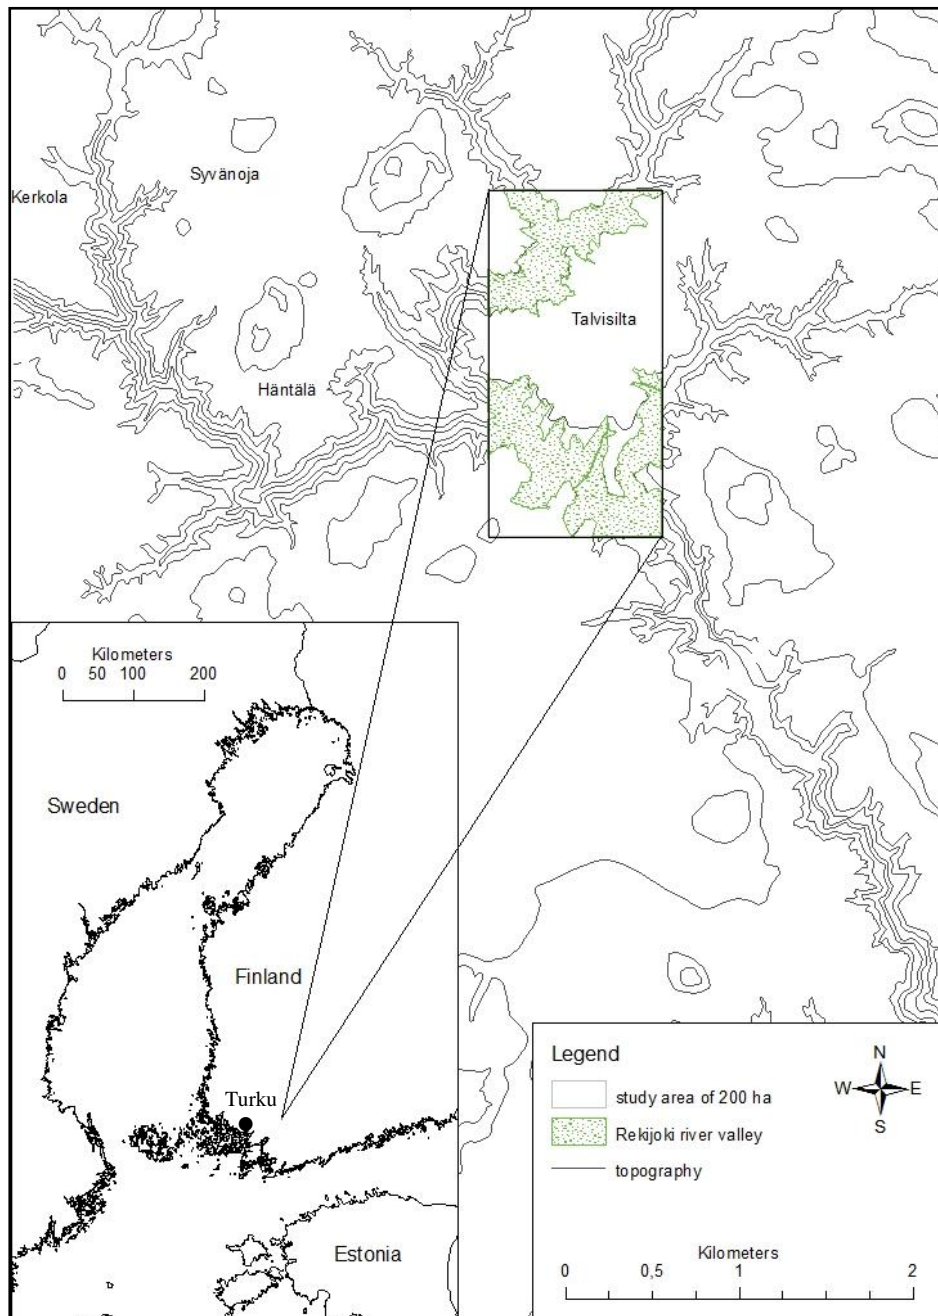 Syvänoja
Kerkola
Talvisilta
Häntälä
Kilometers
0 50 100 200
Sweden
Finland
Turku
Estonia
Legend
study area of 200 ha
Rekijoki river valley
topography
N
W E
S
Kilometers
0 0,5 1 2